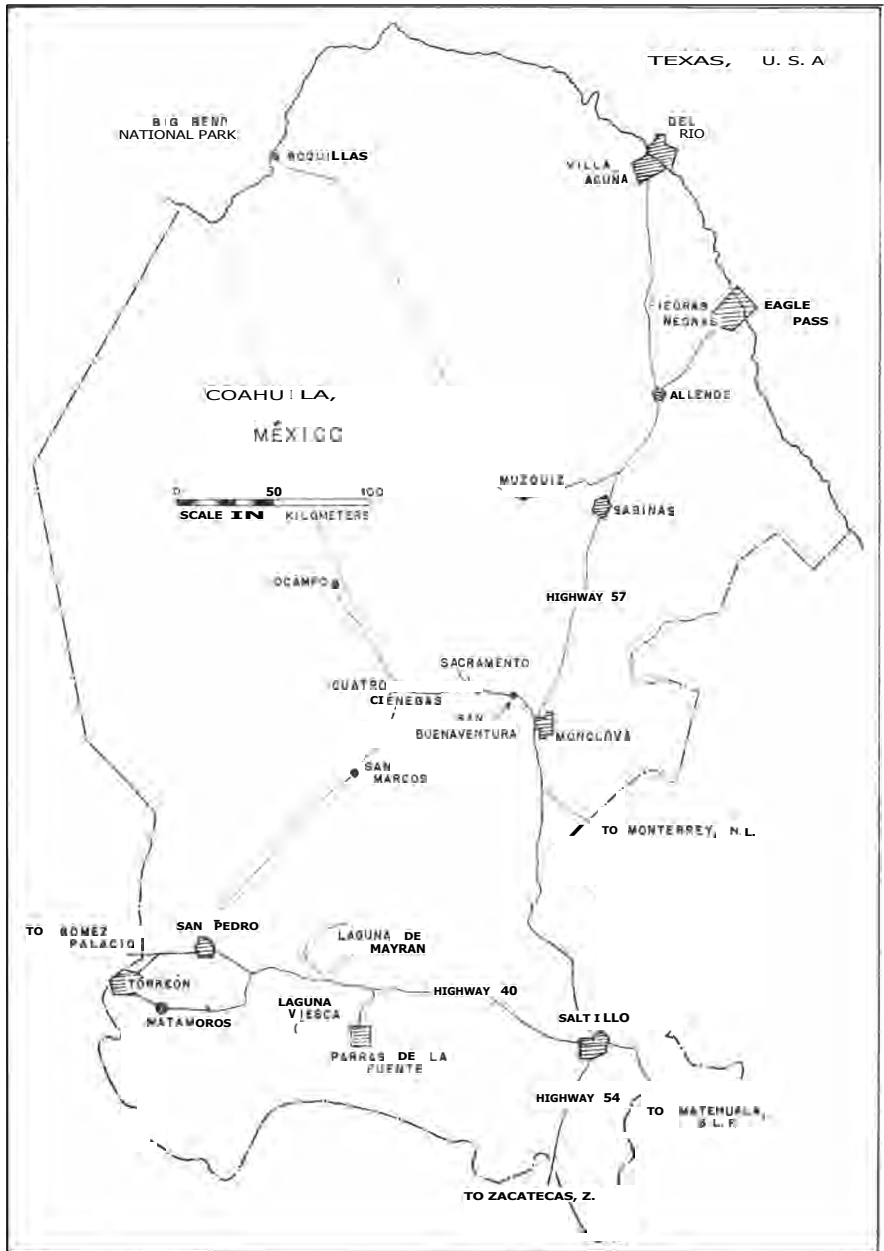 TEXAS, U. S. A
BIG BEND
NATIONAL PARK
BOQUILLAS
DEL
RIO
VILLA
ACUÑA
PIEDRAS
NEGRAS
EAGLE
PASS
ALLENDE
COAHUILA,
MÉXICO
0 50 100
SCALE IN KILOMETERS
MUZQUIZ
SABINAS
OCAMPO
HIGHWAY 57
SACRAMENTO
CUATRO
CIÉNEGAS
SAN
BUENAVENTURA
MONCLOVA
SAN
MARCOS
TO MONTERREY, N.L.
TO GÓMEZ
PALACIO
SAN PEDRO
LAGUNA DE
MAYRAN
TORREÓN
MATAMOROS
LAGUNA
VIESCA
HIGHWAY 40
SALTILLO
PARRAS DE LA
FUENTE
HIGHWAY 54
TO MATEHUALA,
S.L.P.
TO ZACATECAS, Z.